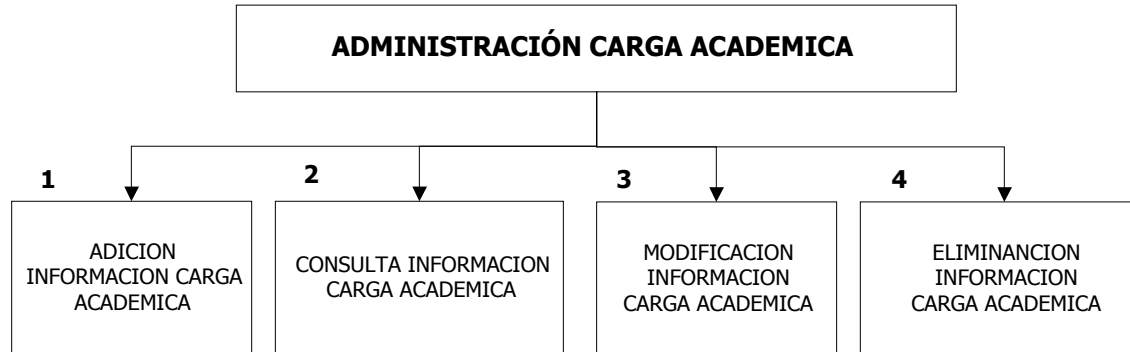 ADMINISTRACIÓN CARGA ACADEMICA
1
2
3
4
ADICION
INFORMACION CARGA
ACADEMICA
CONSULTA INFORMACION
CARGA ACADEMICA
MODIFICACION
INFORMACION
CARGA ACADEMICA
ELIMINANCION
INFORMACION
CARGA ACADEMICA